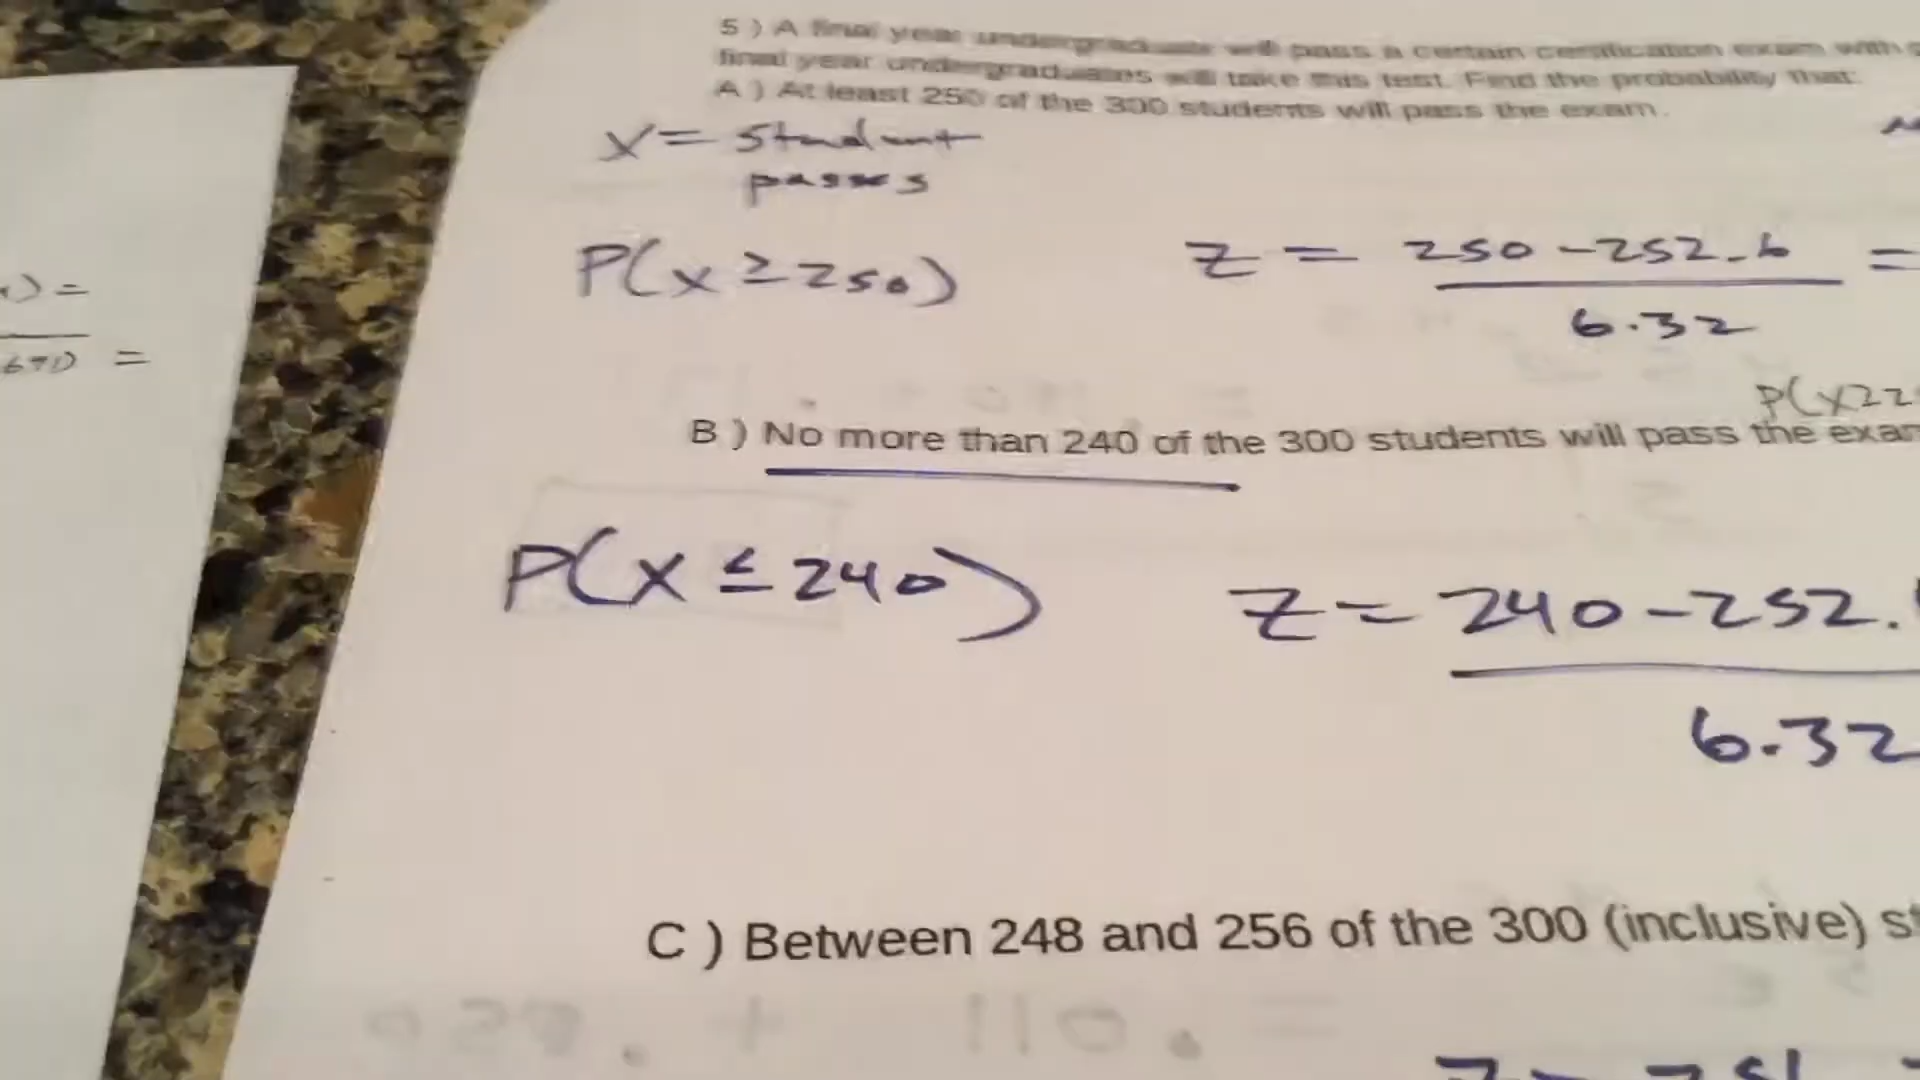 5 ) A final year undergraduate will pass a certain certification exam with
final year undergraduates will take this test. Find the probability that:
A ) At least 250 of the 300 students will pass the exam.
X = student
passes
P(X ≥ 250)
Z = 250 - 252.6 =
6.32
B ) No more than 240 of the 300 students will pass the exam
P(X ≤ 240)
Z = 240 - 252.
6.32
C ) Between 248 and 256 of the 300 (inclusive)